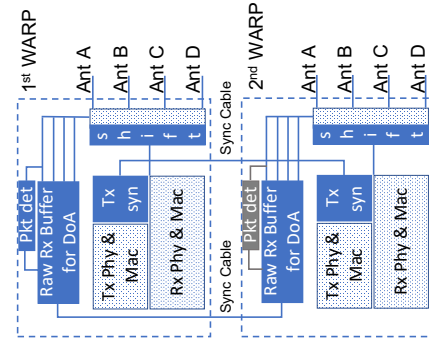 1st WARP
Ant A
Ant B
Ant C
Ant D
s
h
i
f
t
Pkt det
Raw Rx Buffer
for DoA
Tx
syn
Tx Phy &
Mac
Rx Phy & Mac
Sync Cable
Sync Cable
2nd WARP
Ant A
Ant B
Ant C
Ant D
s
h
i
f
t
Pkt det
Raw Rx Buffer
for DoA
Tx
syn
Tx Phy &
Mac
Rx Phy & Mac